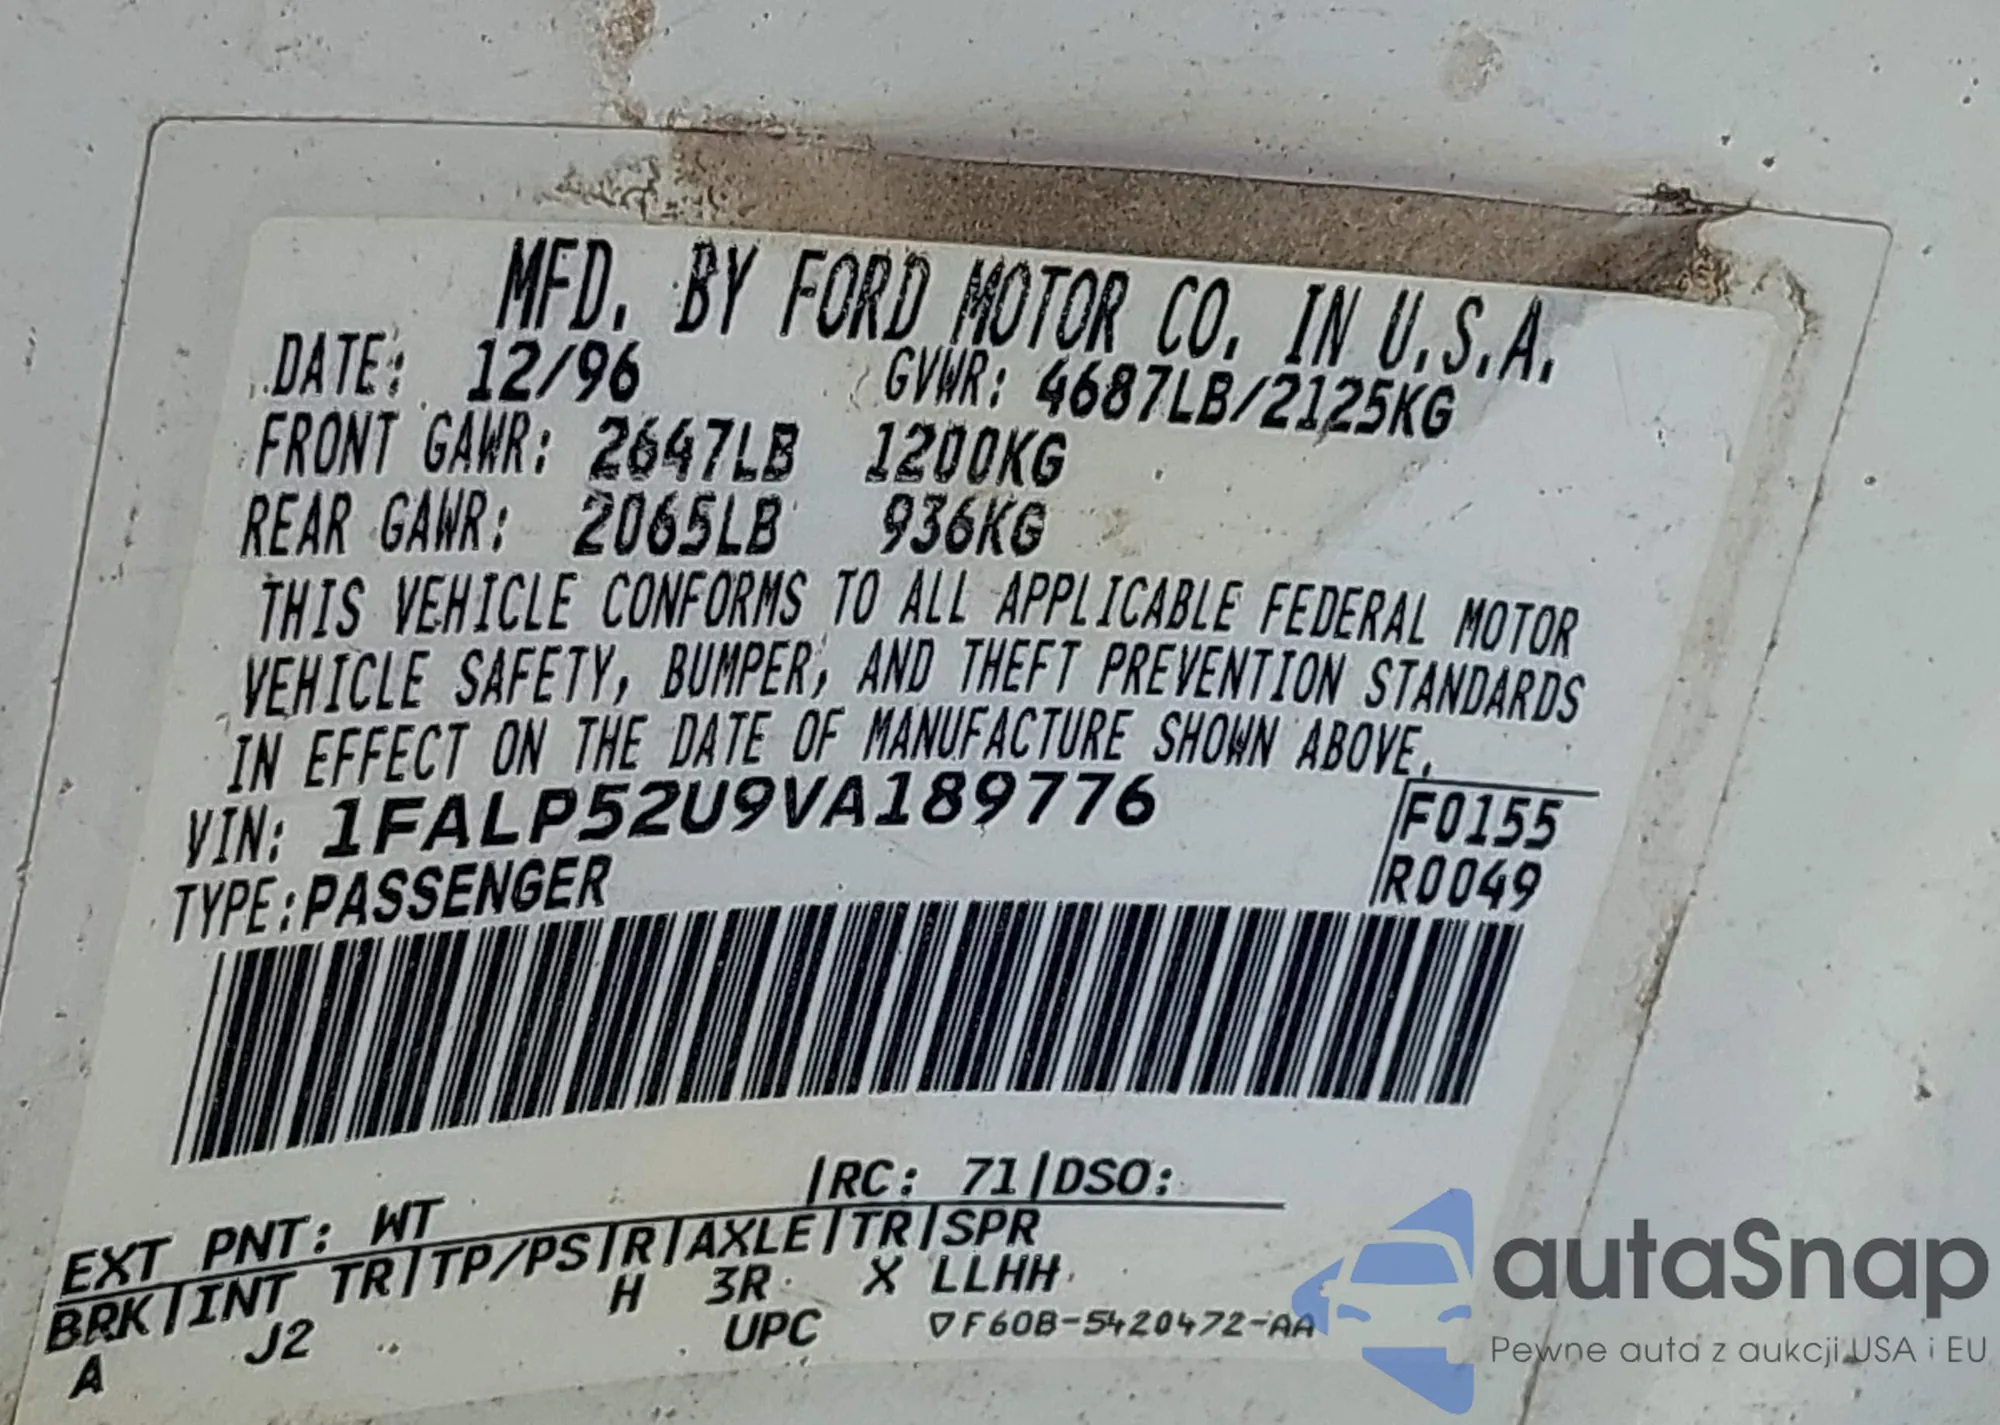 MFD. BY FORD MOTOR CO. IN U.S.A.
DATE: 12/96 GVWR: 4687LB/2125KG
FRONT GAWR: 2647LB 1200KG
REAR GAWR: 2065LB 936KG
THIS VEHICLE CONFORMS TO ALL APPLICABLE FEDERAL MOTOR
VEHICLE SAFETY, BUMPER, AND THEFT PREVENTION STANDARDS
IN EFFECT ON THE DATE OF MANUFACTURE SHOWN ABOVE.
VIN: 1FALP52U9VA189776 F0155
TYPE: PASSENGER R0049
EXT PNT: WT |RC: 71|DSO:
BRK|INT TR|TP/PS|R|AXLE|TR|SPR
A J2 H 3R X LLHH
UPC ▽F60B-5420472-AA
autaSnap
Pewne auta z aukcji USA i EU